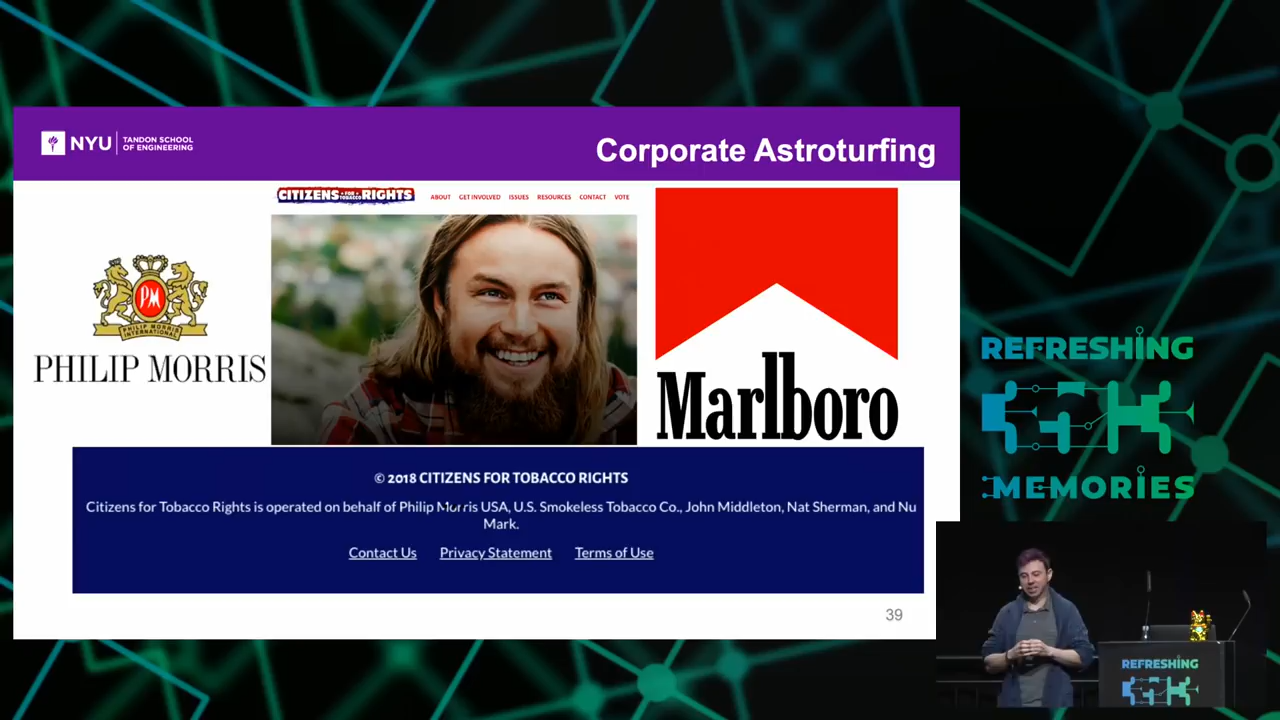 NYU
TANDON SCHOOL
OF ENGINEERING
Corporate Astroturfing
CITIZENS FOR TOBACCO RIGHTS
ABOUT GET INVOLVED ISSUES RESOURCES CONTACT VOTE
PM
PHILIP MORRIS INTERNATIONAL
PHILIP MORRIS
Marlboro
© 2018 CITIZENS FOR TOBACCO RIGHTS
Citizens for Tobacco Rights is operated on behalf of Philip Morris USA, U.S. Smokeless Tobacco Co., John Middleton, Nat Sherman, and Nu
Mark.
Contact Us Privacy Statement Terms of Use
39
REFRESHING
MEMORIES
REFRESHING